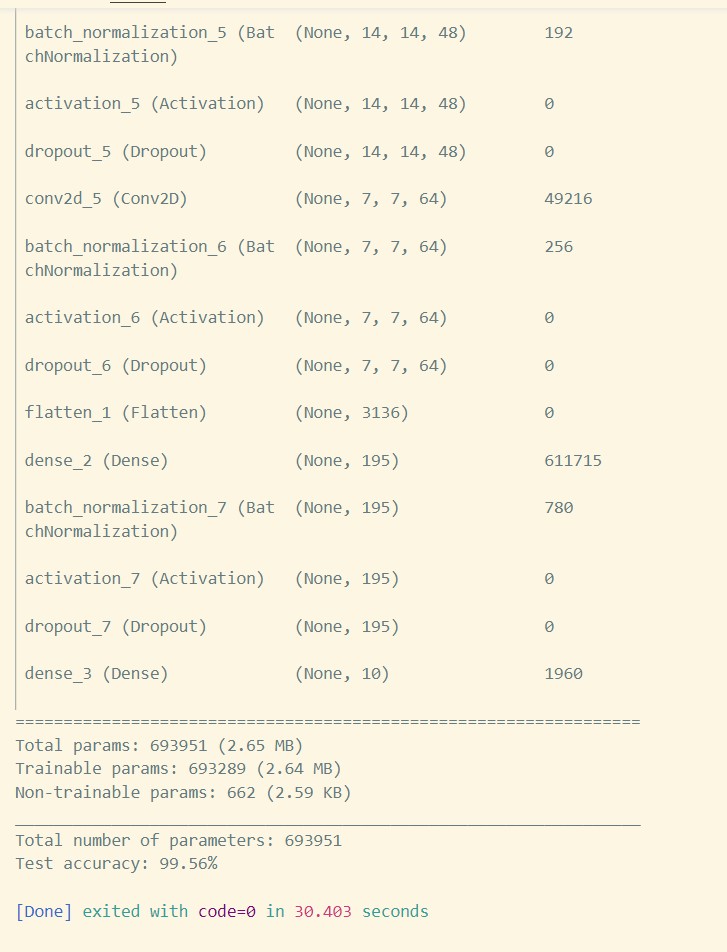 batch_normalization_5 (Bat  (None, 14, 14, 48)        192
chNormalization)
activation_5 (Activation)   (None, 14, 14, 48)        0
dropout_5 (Dropout)         (None, 14, 14, 48)        0
conv2d_5 (Conv2D)           (None, 7, 7, 64)          49216
batch_normalization_6 (Bat  (None, 7, 7, 64)          256
chNormalization)
activation_6 (Activation)   (None, 7, 7, 64)          0
dropout_6 (Dropout)         (None, 7, 7, 64)          0
flatten_1 (Flatten)         (None, 3136)              0
dense_2 (Dense)             (None, 195)               611715
batch_normalization_7 (Bat  (None, 195)               780
chNormalization)
activation_7 (Activation)   (None, 195)               0
dropout_7 (Dropout)         (None, 195)               0
dense_3 (Dense)             (None, 10)                1960
=================================================================
Total params: 693951 (2.65 MB)
Trainable params: 693289 (2.64 MB)
Non-trainable params: 662 (2.59 KB)
_________________________________________________________________
Total number of parameters: 693951
Test accuracy: 99.56%
[Done] exited with code=0 in 30.403 seconds